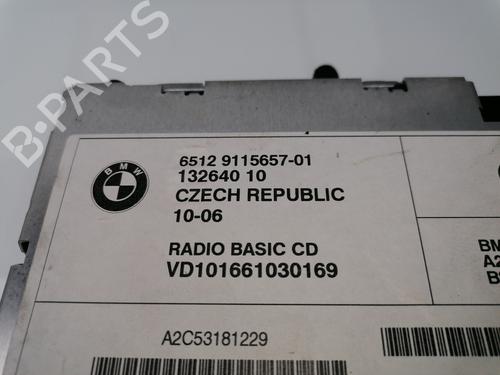 B-PARTS
BMW
6512 9115657-01
132640 10
CZECH REPUBLIC
10-06
RADIO BASIC CD
VD101661030169
A2C53181229
BM
A2